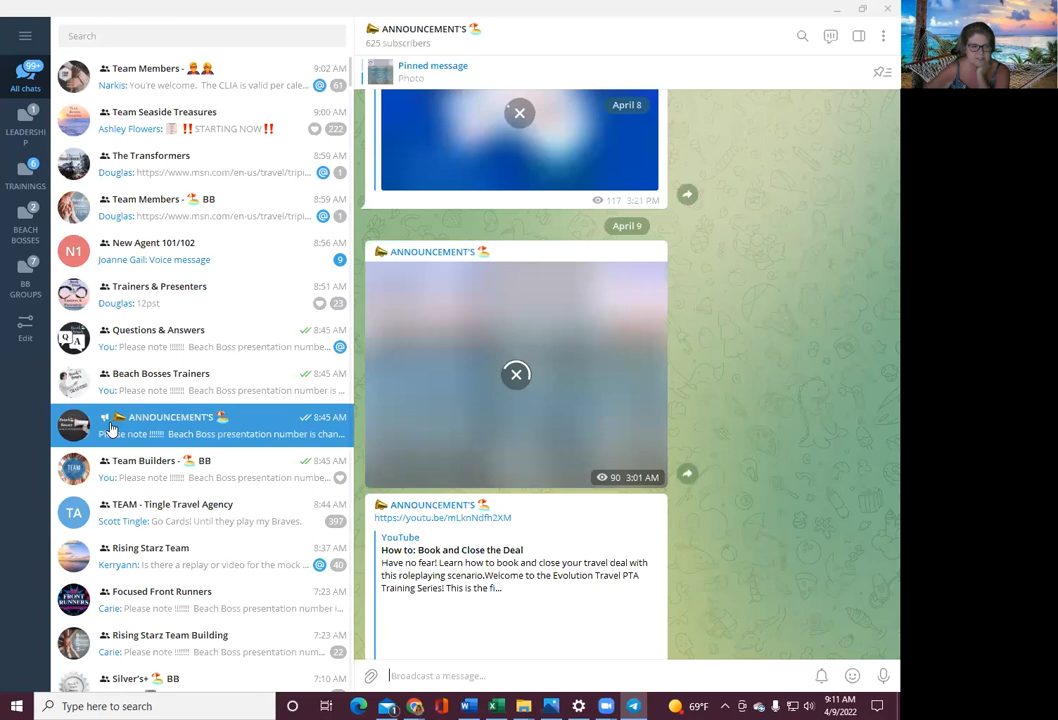 Search
99+
All chats
1
LEADERSHI
P
6
TRAININGS
2
BEACH
BOSSES
7
BB
GROUPS
Edit
Team Members -
9:02 AM
Narkis: You're welcome. The CLIA is valid per cale...
@ 61
Team Seaside Treasures
9:00 AM
Ashley Flowers: ‼️STARTING NOW‼️
222
The Transformers
8:59 AM
Douglas: https://www.msn.com/en-us/travel/tripi...
@ 1
Team Members - 🏖 BB
8:59 AM
Douglas: https://www.msn.com/en-us/travel/tripi...
@ 1
N1
New Agent 101/102
8:56 AM
Joanne Gail: Voice message
9
Trainers & Presenters
8:51 AM
Douglas: 12pst
23
Q A
Questions & Answers
8:45 AM
You: Please note !!!!!!! Beach Boss presentation numbe...
@
Beach Bosses Trainers
8:45 AM
You: Please note !!!!!!! Beach Boss presentation number is ...
ANNOUNCEMENT'S 🏖
8:45 AM
Please note !!!!!!! Beach Boss presentation number is chan...
TEAM
Team Builders - 🏖 BB
8:45 AM
You: Please note !!!!!!! Beach Boss presentation numbe...
TA
TEAM - Tingle Travel Agency
8:44 AM
Scott Tingle: Go Cards! Until they play my Braves.
397
Rising Starz Team
8:37 AM
Kerryann: Is there a replay or video for the mock ...
@ 40
FRONT
RUNNERS
Focused Front Runners
7:23 AM
Carie: Please note !!!!!!! Beach Boss presentation number i...
Rising Starz Team Building
7:23 AM
Carie: Please note !!!!!!! Beach Boss presentation num...
22
Silver's+ 🏖 BB
7:10 AM
ANNOUNCEMENT'S 🏖
625 subscribers
Pinned message
Photo
April 8
117 3:21 PM
April 9
ANNOUNCEMENT'S 🏖
90 3:01 AM
ANNOUNCEMENT'S 🏖
https://youtu.be/mLknNdfh2XM
YouTube
How to: Book and Close the Deal
Have no fear! Learn how to book and close your travel deal with
this roleplaying scenario.Welcome to the Evolution Travel PTA
Training Series! This is the fi...
Broadcast a message...
Type here to search
69°F
9:11 AM
4/9/2022